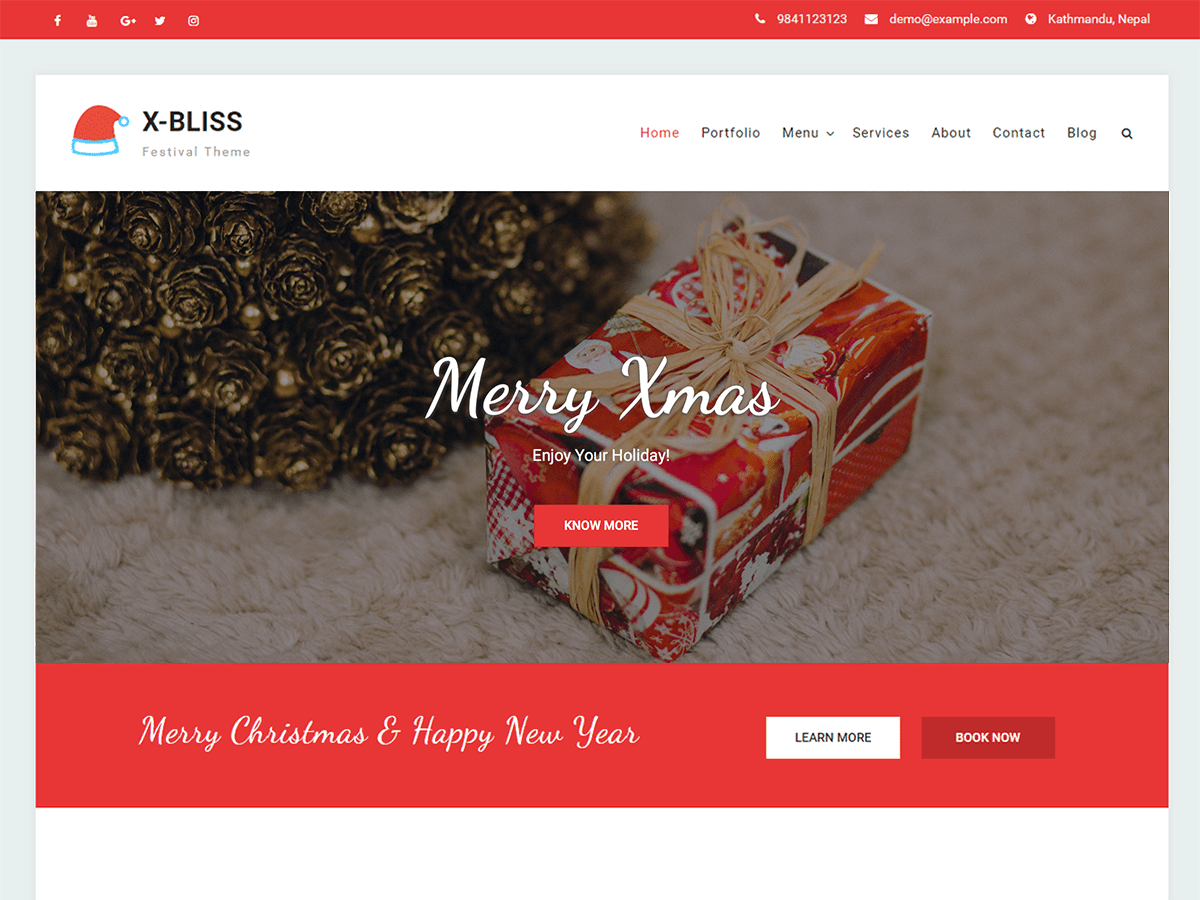 9841123123 demo@example.com Kathmandu, Nepal
X-BLISS
Festival Theme
Home Portfolio Menu Services About Contact Blog
Merry Xmas
Enjoy Your Holiday!
KNOW MORE
Merry Christmas & Happy New Year
LEARN MORE BOOK NOW